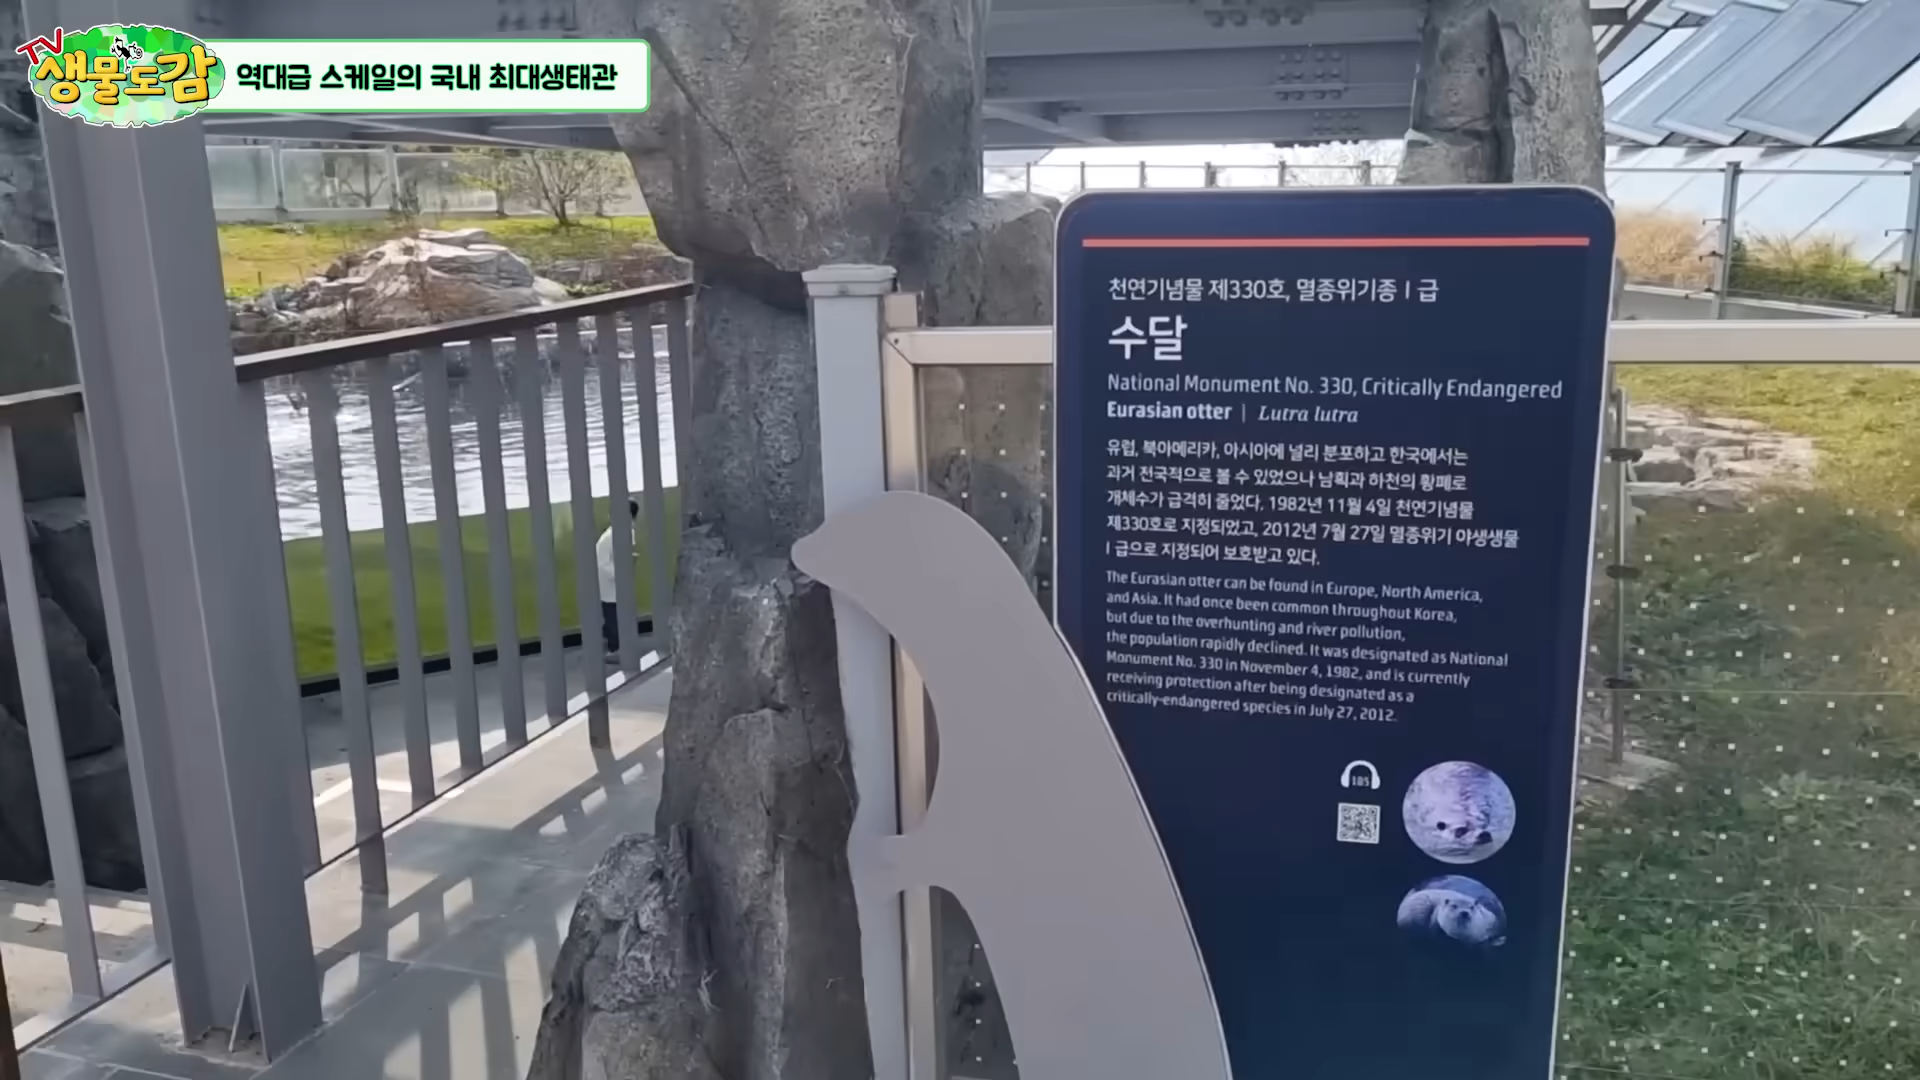 TV
생물도감
역대급 스케일의 국내 최대생태관
천연기념물 제330호, 멸종위기종 I 급
수달
National Monument No. 330, Critically Endangered
Eurasian otter | Lutra lutra
유럽, 북아메리카, 아시아에 널리 분포하고 한국에서는
과거 전국적으로 볼 수 있었으나 남획과 하천의 황폐로
개체수가 급격히 줄었다. 1982년 11월 4일 천연기념물
제330호로 지정되었고, 2012년 7월 27일 멸종위기 야생생물
I 급으로 지정되어 보호받고 있다.
The Eurasian otter can be found in Europe, North America,
and Asia. It had once been common throughout Korea,
but due to the overhunting and river pollution,
the population rapidly declined. It was designated as National
Monument No. 330 in November 4, 1982, and is currently
receiving protection after being designated as a
critically-endangered species in July 27, 2012.
105